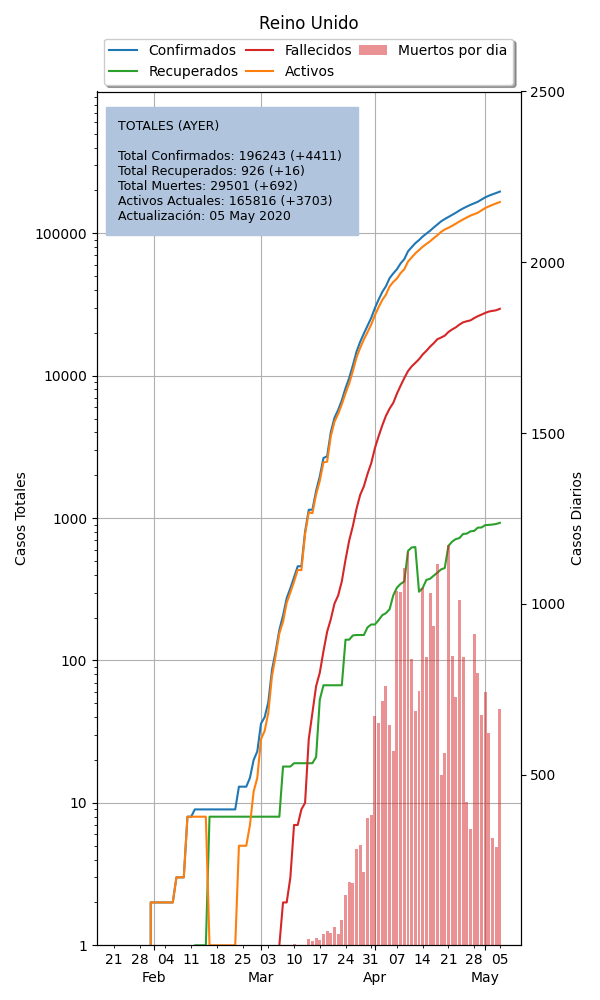 Reino Unido
Confirmados
Recuperados
Fallecidos
Activos
Muertos por dia
TOTALES (AYER)
Total Confirmados: 196243 (+4411)
Total Recuperados: 926 (+16)
Total Muertes: 29501 (+692)
Activos Actuales: 165816 (+3703)
Actualización: 05 May 2020
Casos Totales
100000
10000
1000
100
10
1
2500
2000
1500
1000
500
Casos Diarios
21 28 04 11 18 25 03 10 17 24 31 07 14 21 28 05
Feb Mar Apr May